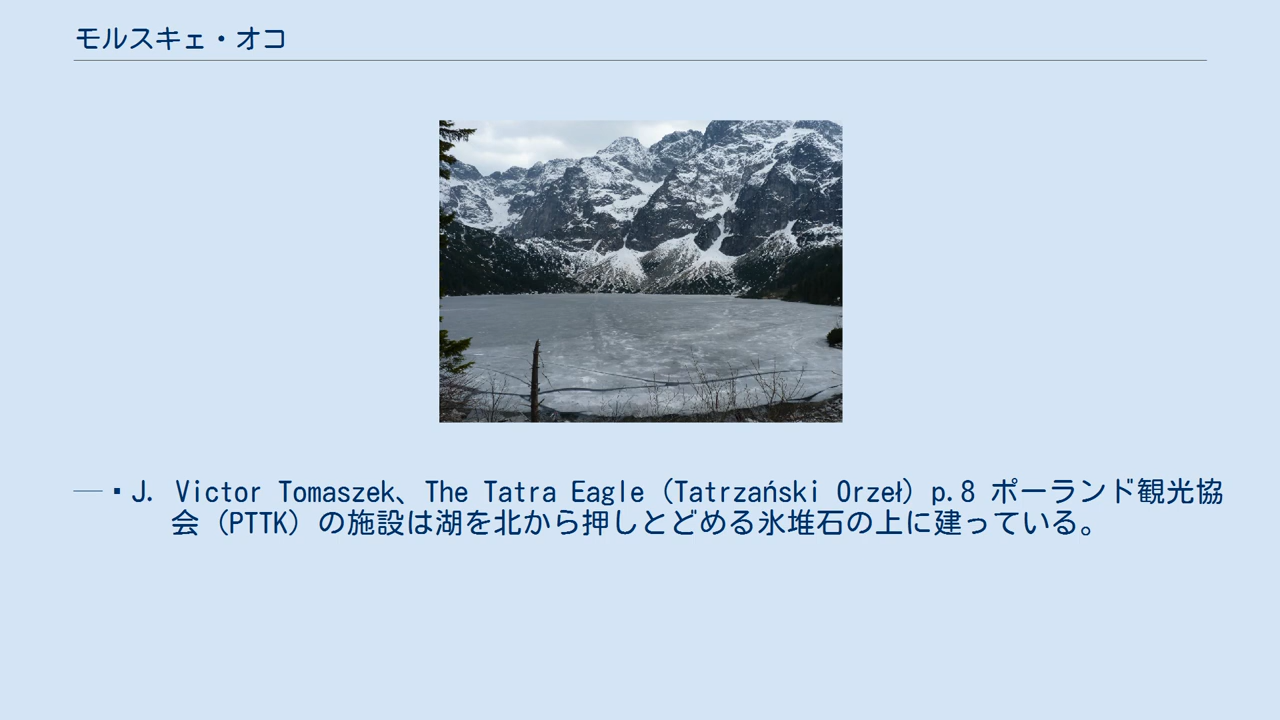 モルスキェ・オコ
―▪J. Victor Tomaszek、The Tatra Eagle (Tatrzański Orzeł) p.8 ポーランド観光協
会 (PTTK) の施設は湖を北から押しとどめる氷堆石の上に建っている。